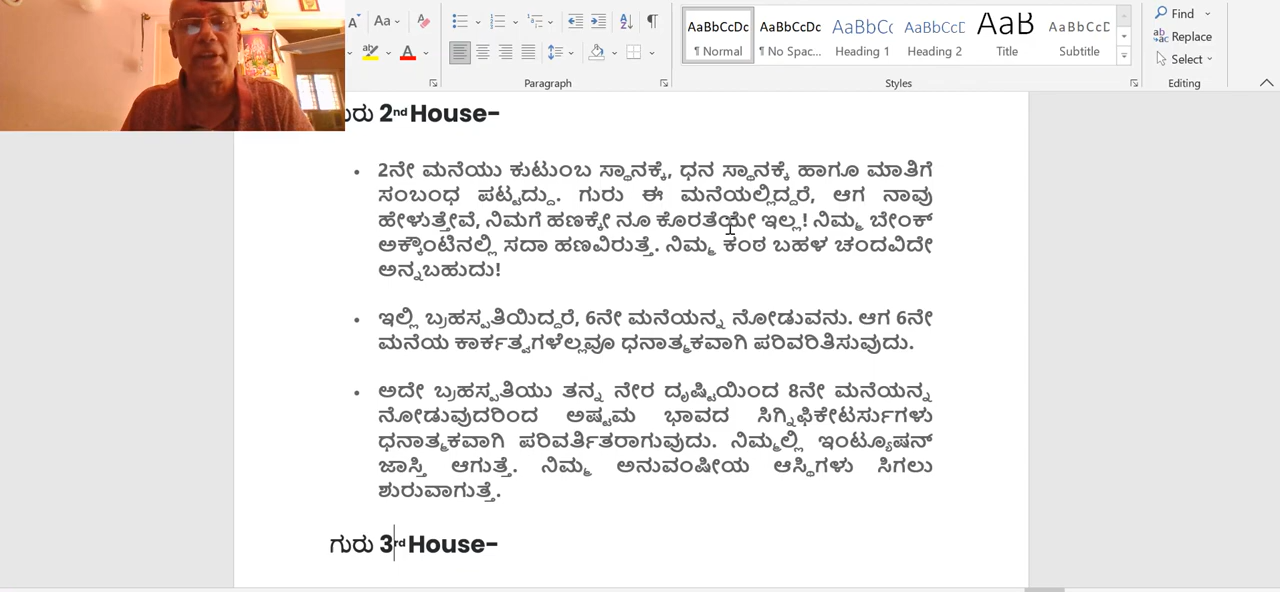 Aa
Find
AaBbCcDc AaBbCcDc AaBbCc AaBbCcD AaB AaBbCcD
Replace
¶ Normal ¶ No Spac... Heading 1 Heading 2 Title Subtitle
Select
Paragraph Styles Editing
ಗುರು 2nd House-
• 2ನೇ ಮನೆಯು ಕುಟುಂಬ ಸ್ಥಾನಕ್ಕೆ, ಧನ ಸ್ಥಾನಕ್ಕೆ ಹಾಗೂ ಮಾತಿಗೆ
ಸಂಬಂಧ ಪಟ್ಟದ್ದು. ಗುರು ಈ ಮನೆಯಲ್ಲಿದ್ದರೆ, ಆಗ ನಾವು
ಹೇಳುತ್ತೇವೆ, ನಿಮಗೆ ಹಣಕ್ಕೇ ನೂ ಕೊರತೆಯೇ ಇಲ್ಲ! ನಿಮ್ಮ ಬೇಂಕ್
ಅಕ್ಕೌಂಟಿನಲ್ಲಿ ಸದಾ ಹಣವಿರುತ್ತೆ. ನಿಮ್ಮ ಕಂಠ ಬಹಳ ಚಂದವಿದೇ
ಅನ್ನಬಹುದು!
• ಇಲ್ಲಿ ಬ್ರಹಸ್ಪತಿಯಿದ್ದರೆ, 6ನೇ ಮನೆಯನ್ನ ನೋಡುವನು. ಆಗ 6ನೇ
ಮನೆಯ ಕಾರ್ಕತ್ವಗಳೆಲ್ಲವೂ ಧನಾತ್ಮಕವಾಗಿ ಪರಿವರಿತಿಸುವುದು.
• ಅದೇ ಬ್ರಹಸ್ಪತಿಯು ತನ್ನ ನೇರ ದೃಷ್ಟಿಯಿಂದ 8ನೇ ಮನೆಯನ್ನ
ನೋಡುವುದರಿಂದ ಅಷ್ಟಮ ಭಾವದ ಸಿಗ್ನಿಫಿಕೇಟರ್ಸುಗಳು
ಧನಾತ್ಮಕವಾಗಿ ಪರಿವರ್ತಿತರಾಗುವುದು. ನಿಮ್ಮಲ್ಲಿ ಇಂಟ್ಯೂಷನ್
ಜಾಸ್ತಿ ಆಗುತ್ತೆ. ನಿಮ್ಮ ಅನುವಂಷೀಯ ಆಸ್ಥಿಗಳು ಸಿಗಲು
ಶುರುವಾಗುತ್ತೆ.
ಗುರು 3rd House-